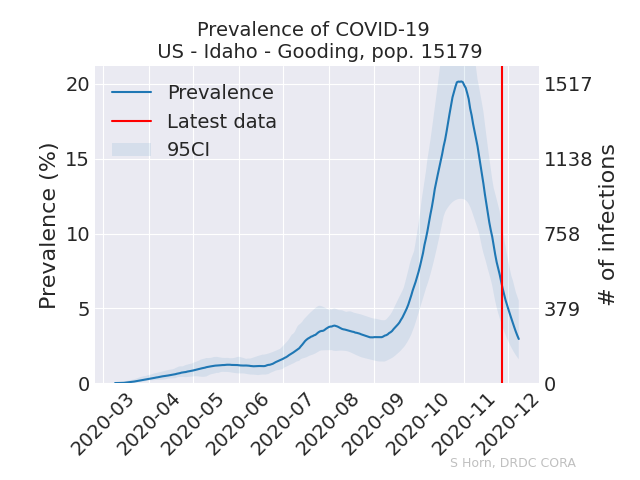 Prevalence of COVID-19
US - Idaho - Gooding, pop. 15179
Prevalence
Latest data
95CI
Prevalence (%)
20
15
10
5
0
1517
1138
758
379
0
# of infections
2020-03
2020-04
2020-05
2020-06
2020-07
2020-08
2020-09
2020-10
2020-11
2020-12
S Horn, DRDC CORA